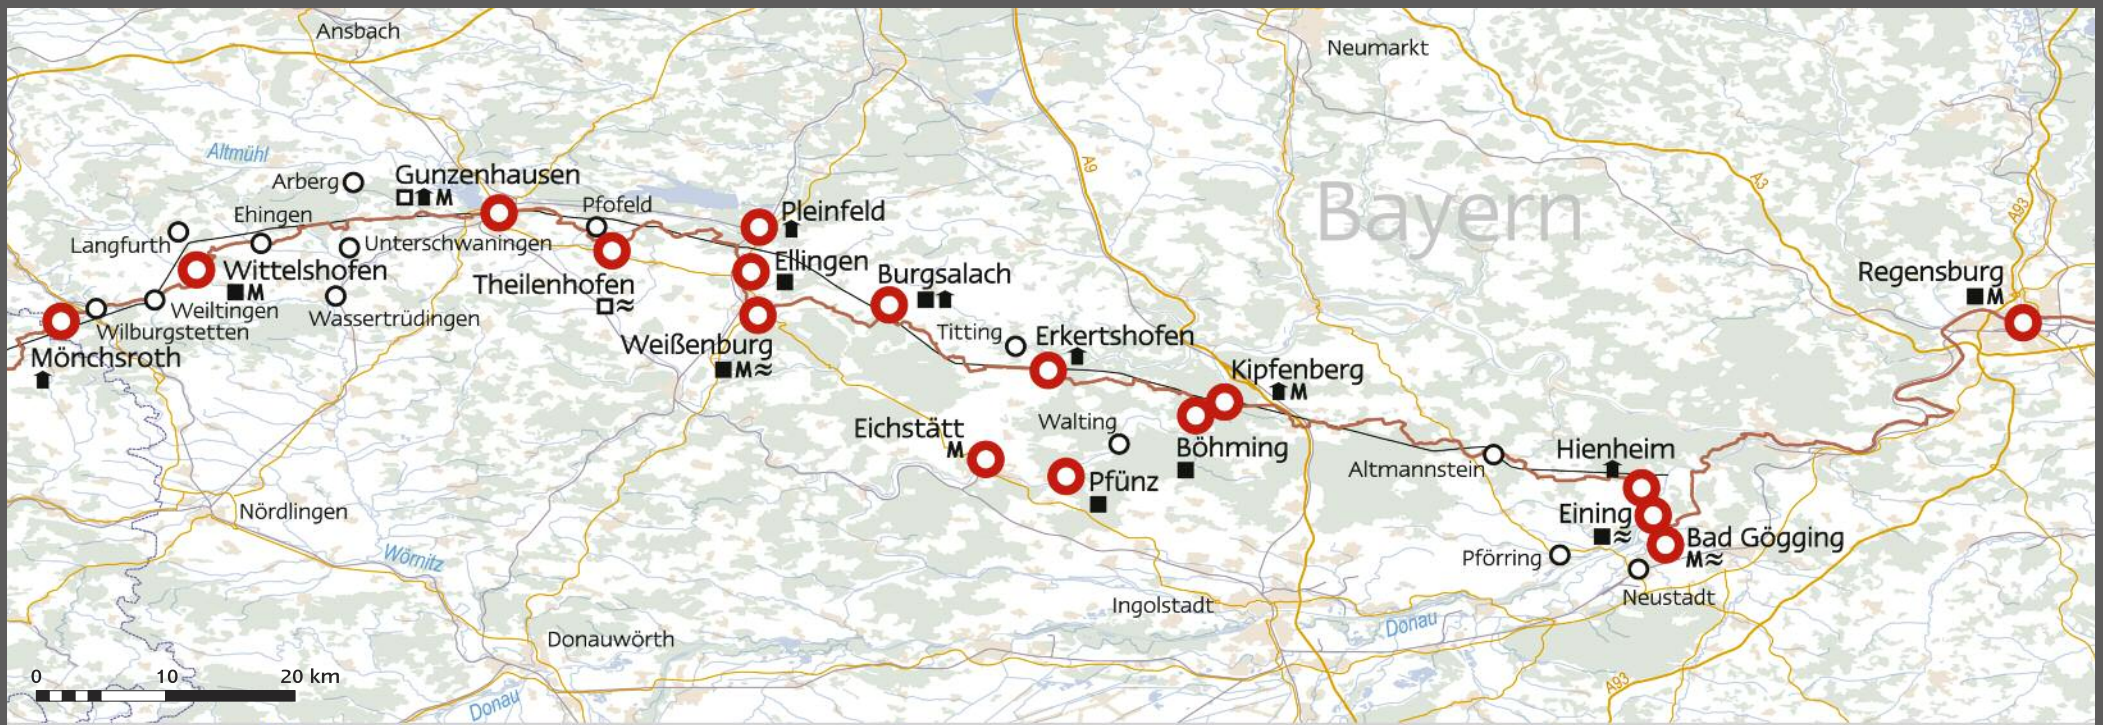 Ansbach
Neumarkt
A9
Altmühl
Gunzenhausen
M
Arberg
A3
Ehingen
Pfofeld
Pleinfeld
Bayern
A93
Langfurth
Unterschwaningen
Ellingen
Wittelshofen
M
Theilenhofen
Burgsalach
Regensburg
M
Weiltingen
Wassertrüdingen
Wilburgstetten
Titting
Erkertshofen
Mönchsroth
Weißenburg
M
Kipfenberg
M
Eichstätt
M
Walting
Böhming
Hienheim
Altmannstein
Pfünz
Nördlingen
Eining
Bad Gögging
M
Wörnitz
Pförring
Neustadt
Ingolstadt
Donau
Donauwörth
0 10 20 km
A93
Donau